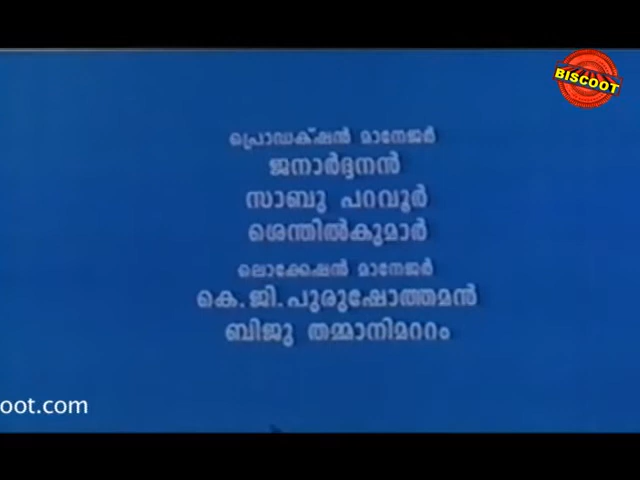 BISCOOT
പ്രൊഡക്ഷൻ മാനേജർ
ജനാർദ്ദനൻ
സാബു പറവൂർ
ശെന്തിൽകുമാർ
ലൊക്കേഷൻ മാനേജർ
കെ.ജി.പുരുഷോത്തമൻ
ബിജു തമ്മാനിമററം
oot.com